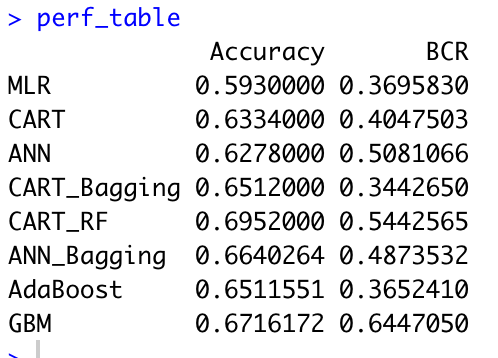 > perf_table
Accuracy BCR
MLR 0.5930000 0.3695830
CART 0.6334000 0.4047503
ANN 0.6278000 0.5081066
CART_Bagging 0.6512000 0.3442650
CART_RF 0.6952000 0.5442565
ANN_Bagging 0.6640264 0.4873532
AdaBoost 0.6511551 0.3652410
GBM 0.6716172 0.6447050
>